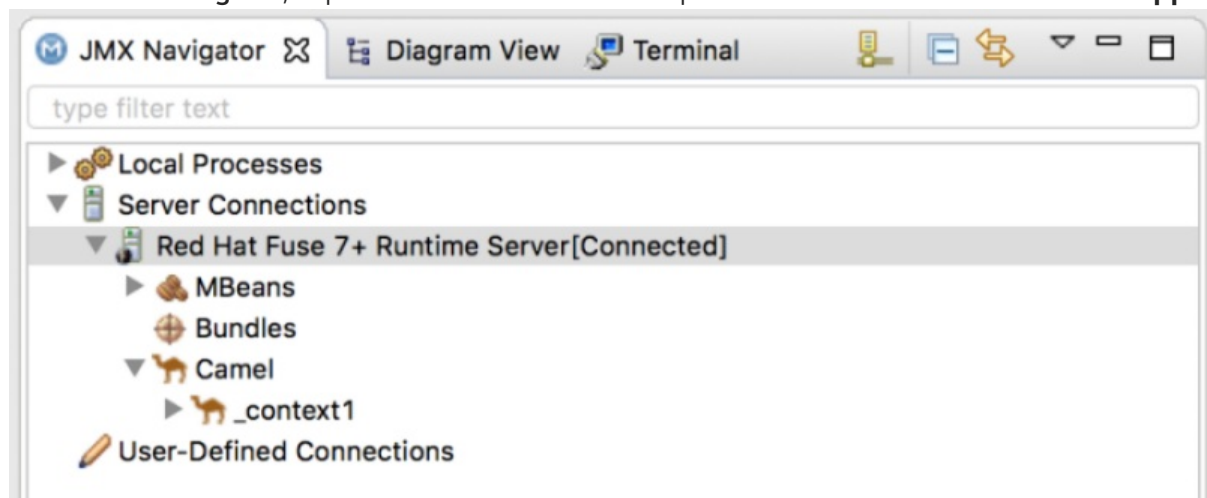 JMX Navigator Diagram View Terminal
type filter text
Local Processes
Server Connections
Red Hat Fuse 7+ Runtime Server[Connected]
MBeans
Bundles
Camel
_context1
User-Defined Connections